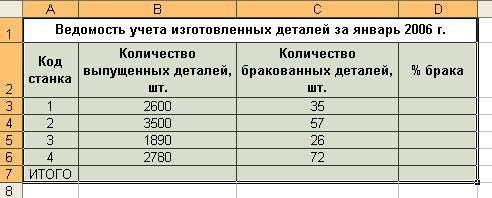 A B C D
1 Ведомость учета изготовленных деталей за январь 2006 г.
2 Код станка Количество выпущенных деталей, шт. Количество бракованных деталей, шт. % брака
3 1 2600 35
4 2 3500 57
5 3 1890 26
6 4 2780 72
7 ИТОГО
8